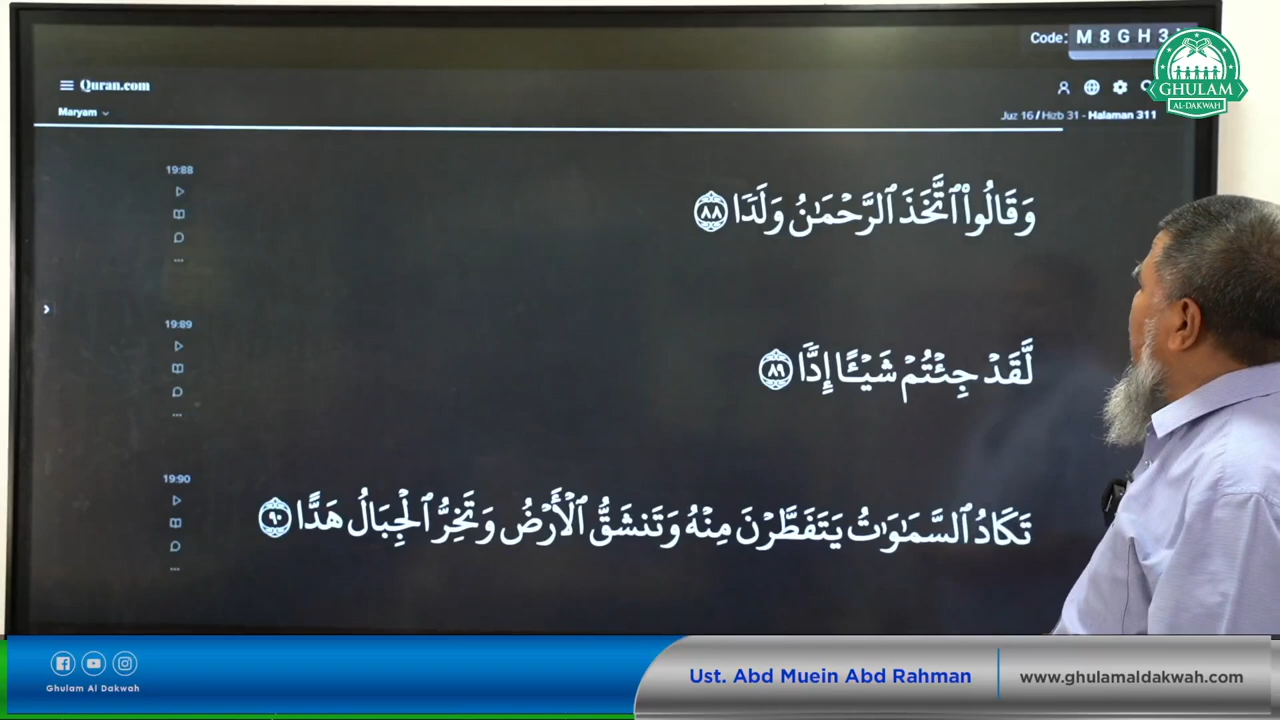 Code: M 8 G H 3
GHULAM
AL-DAKWAH
Quran.com
Maryam
Juz 16 / Hizb 31 - Halaman 311
19:88
وَقَالُوا۟ ٱتَّخَذَ ٱلرَّحْمَـٰنُ وَلَدًۭا ٨٨
19:89
لَّقَدْ جِئْتُمْ شَيْـًٔا إِدًّۭا ٨٩
19:90
تَكَادُ ٱلسَّمَـٰوَٰتُ يَتَفَطَّرْنَ مِنْهُ وَتَنشَقُّ ٱلْأَرْضُ وَتَخِرُّ ٱلْجِبَالُ هَدًّا ٩٠
Ghulam Al Dakwah
Ust. Abd Muein Abd Rahman
www.ghulamaldakwah.com